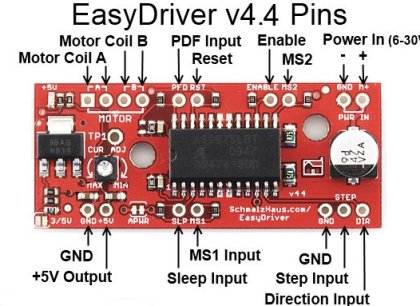 EasyDriver v4.4 Pins
Motor Coil B
PDF Input
Enable
Power In (6-30V
Motor Coil A
Reset
MS2
- +
+5V
A
B
PFD
RST
ENABLE
MS2
GND
M+
MOTOR
PWR IN
TP1
CUR ADJ
MAX
MIN
v44
SchmalzHaus.com/
EasyDriver
STEP
3/5V
GND
+5V
APWR
SLP
MS1
GND
DIR
GND
MS1 Input
GND
+5V Output
Sleep Input
Step Input
Direction Input